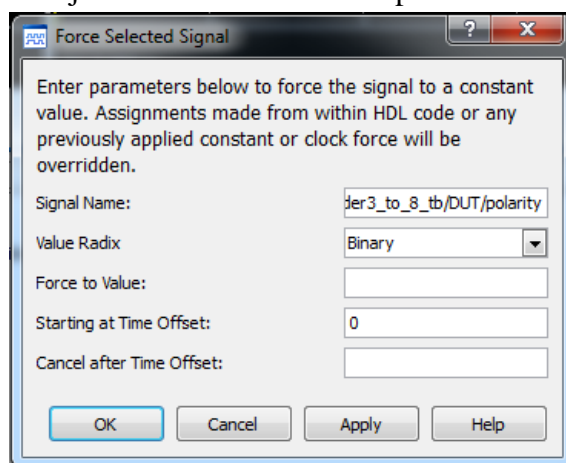 Force Selected Signal
?
X
Enter parameters below to force the signal to a constant
value. Assignments made from within HDL code or any
previously applied constant or clock force will be
overridden.
Signal Name: der3_to_8_tb/DUT/polarity
Value Radix Binary
Force to Value:
Starting at Time Offset: 0
Cancel after Time Offset:
OK Cancel Apply Help